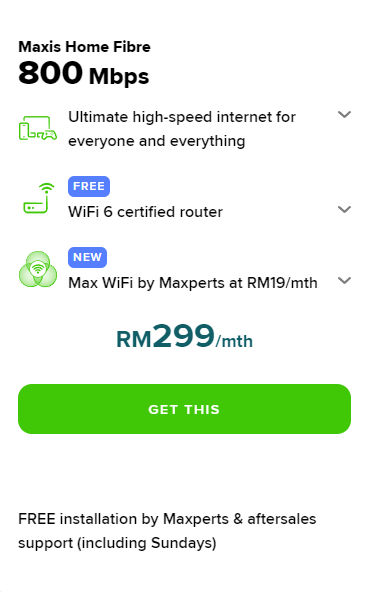 Maxis Home Fibre
800 Mbps
Ultimate high-speed internet for
everyone and everything
FREE
WiFi 6 certified router
NEW
Max WiFi by Maxperts at RM19/mth
RM299/mth
GET THIS
FREE installation by Maxperts & aftersales
support (including Sundays)